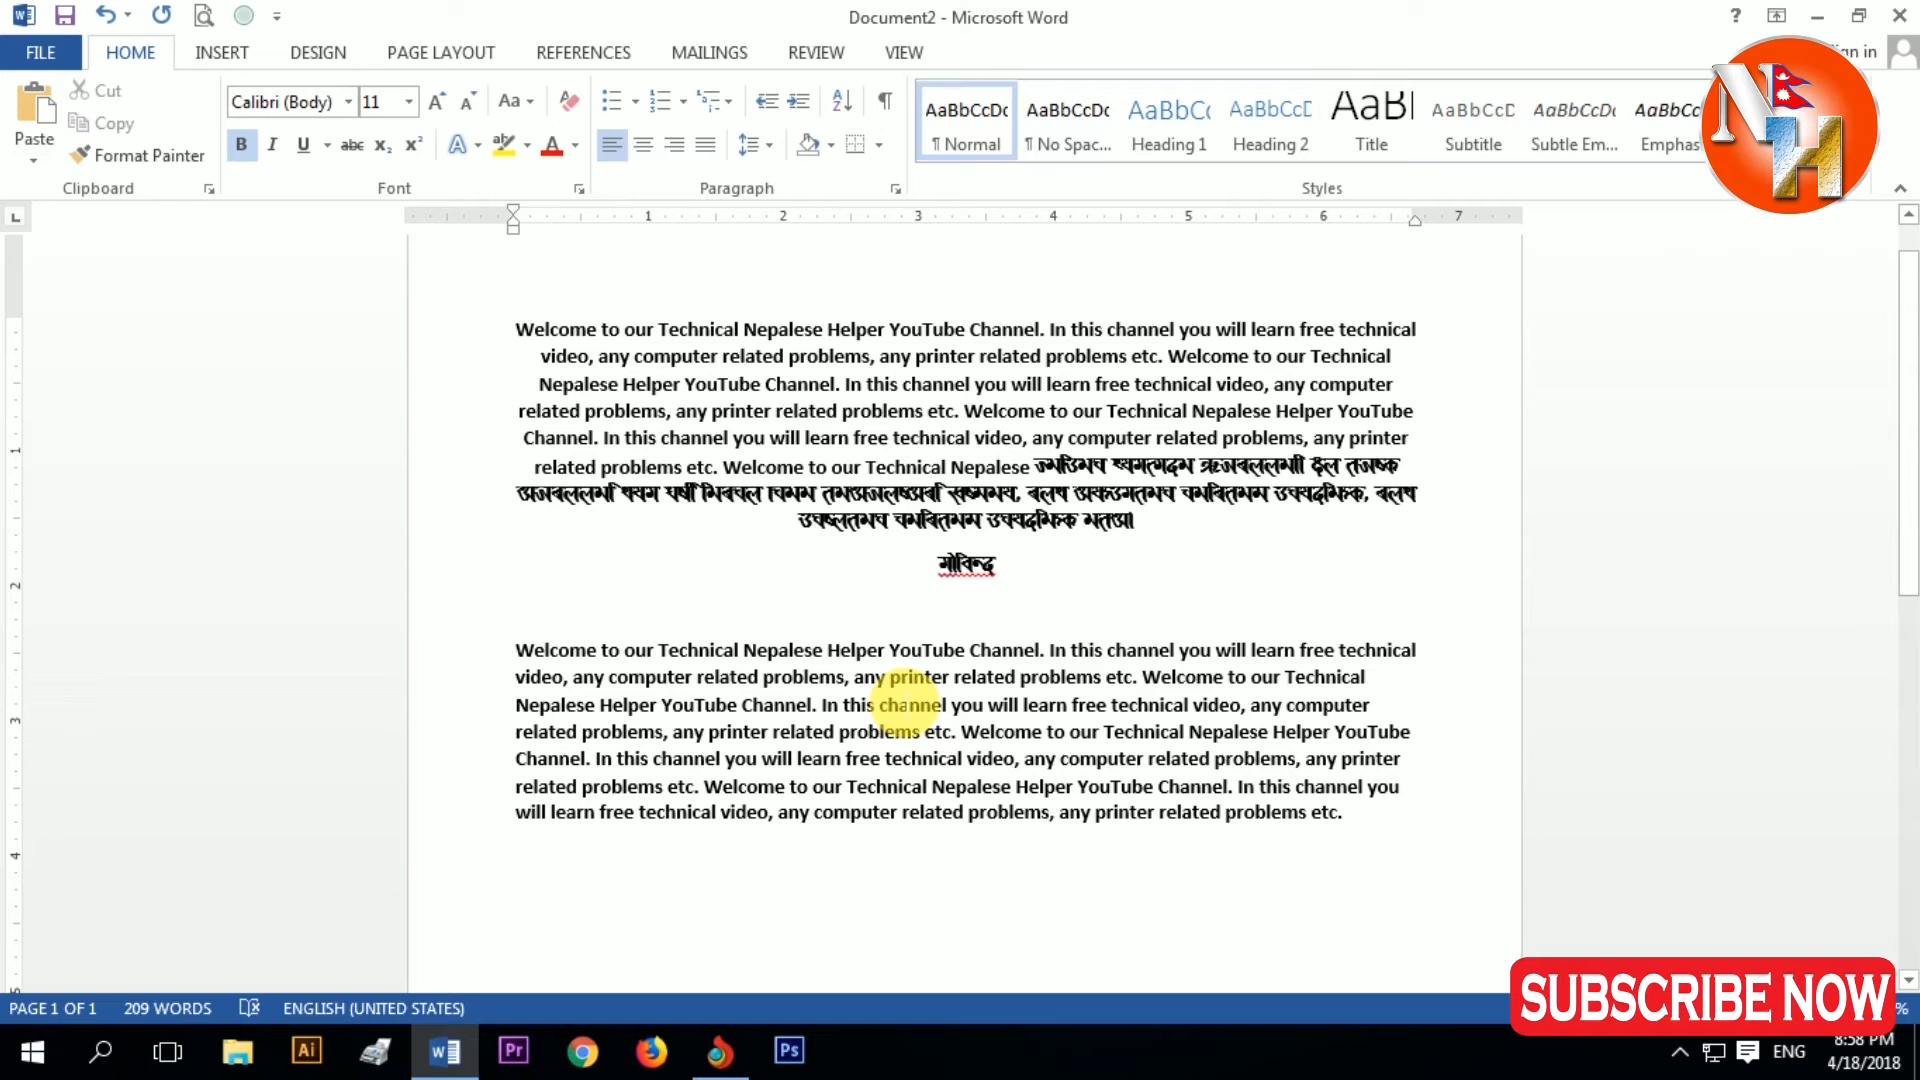 Document2 - Microsoft Word
?
FILE HOME INSERT DESIGN PAGE LAYOUT REFERENCES MAILINGS REVIEW VIEW
Cut
Copy
Format Painter
Paste
Clipboard
Calibri (Body) 11
Font
Paragraph
AaBbCcDc AaBbCcDc AaBbCc AaBbCcD AaBl AaBbCcD AaBbCcDc AaBbCcDc
¶ Normal ¶ No Spac... Heading 1 Heading 2 Title Subtitle Subtle Em... Emphas
Styles
NH
1 2 3 4 5 6 7
Welcome to our Technical Nepalese Helper YouTube Channel. In this channel you will learn free technical
video, any computer related problems, any printer related problems etc. Welcome to our Technical
Nepalese Helper YouTube Channel. In this channel you will learn free technical video, any computer
related problems, any printer related problems etc. Welcome to our Technical Nepalese Helper YouTube
Channel. In this channel you will learn free technical video, any computer related problems, any printer
related problems etc. Welcome to our Technical Nepalese
Welcome to our Technical Nepalese Helper YouTube Channel. In this channel you will learn free technical
video, any computer related problems, any printer related problems etc. Welcome to our Technical
Nepalese Helper YouTube Channel. In this channel you will learn free technical video, any computer
related problems, any printer related problems etc. Welcome to our Technical Nepalese Helper YouTube
Channel. In this channel you will learn free technical video, any computer related problems, any printer
related problems etc. Welcome to our Technical Nepalese Helper YouTube Channel. In this channel you
will learn free technical video, any computer related problems, any printer related problems etc.
SUBSCRIBE NOW
PAGE 1 OF 1 209 WORDS ENGLISH (UNITED STATES)
Ai Pr Ps
ENG
8:58 PM
4/18/2018